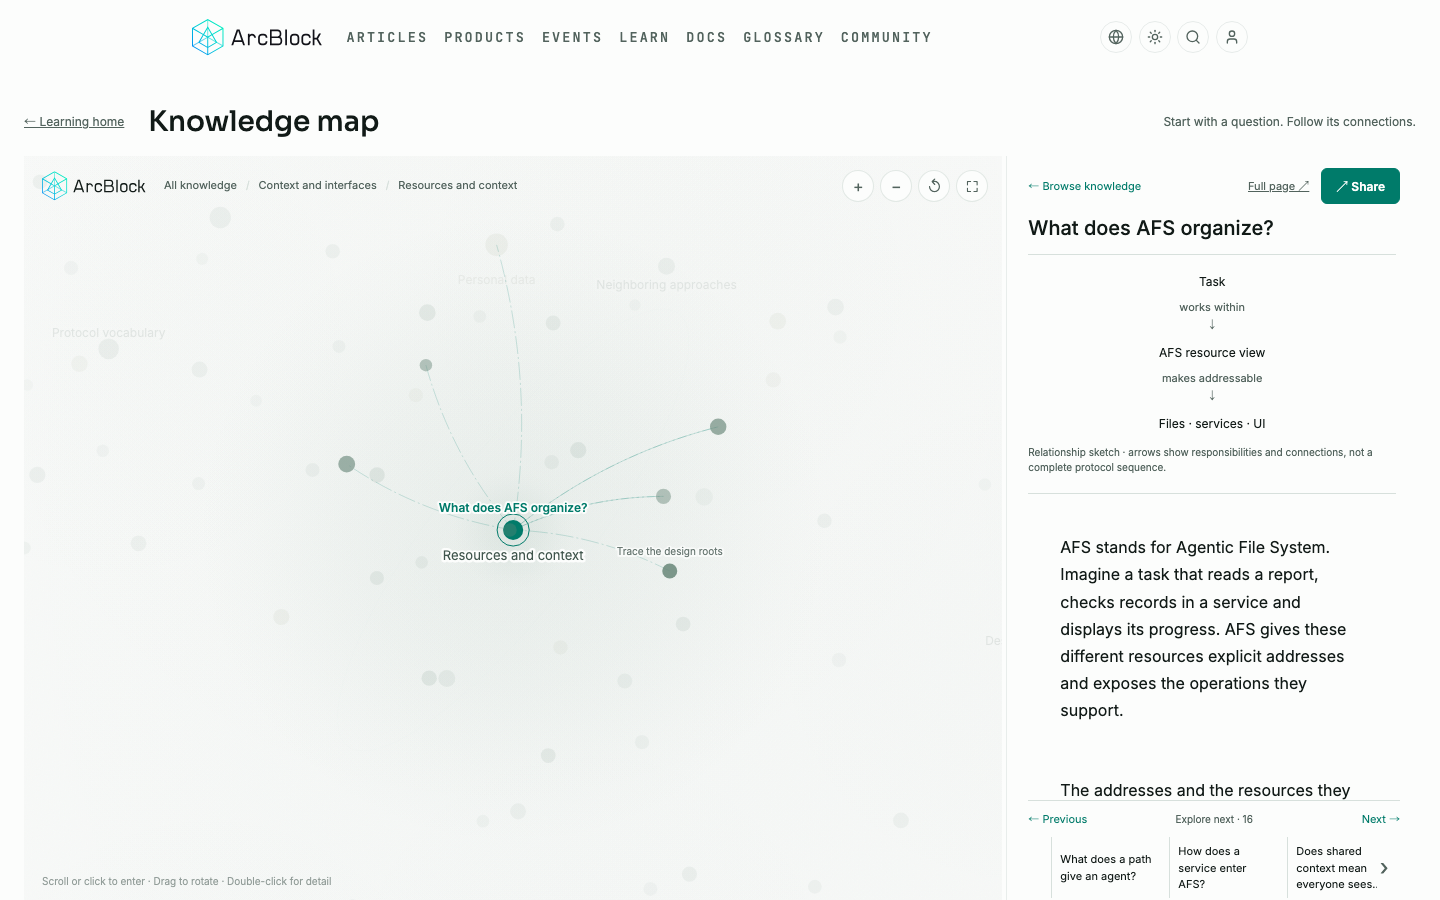 ArcBlock
ARTICLES PRODUCTS EVENTS LEARN DOCS GLOSSARY COMMUNITY
← Learning home
Knowledge map
Start with a question. Follow its connections.
ArcBlock
All knowledge / Context and interfaces / Resources and context
Personal data
Neighboring approaches
Protocol vocabulary
What does AFS organize?
Resources and context
Trace the design roots
De
Scroll or click to enter · Drag to rotate · Double-click for detail
← Browse knowledge
Full page ↗
↗ Share
What does AFS organize?
Task
works within
↓
AFS resource view
makes addressable
↓
Files · services · UI
Relationship sketch · arrows show responsibilities and connections, not a
complete protocol sequence.
AFS stands for Agentic File System.
Imagine a task that reads a report,
checks records in a service and
displays its progress. AFS gives these
different resources explicit addresses
and exposes the operations they
support.
The addresses and the resources they
← Previous
Explore next · 16
Next →
What does a path
give an agent?
How does a
service enter
AFS?
Does shared
context mean
everyone sees..